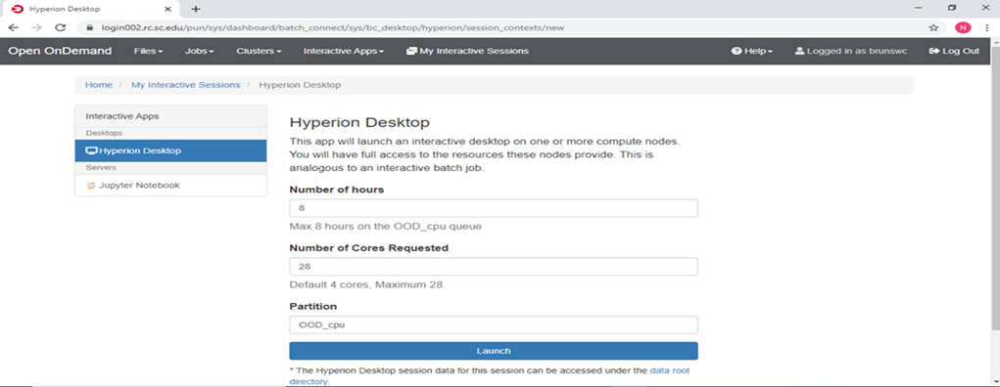 Hyperion Desktop
login002.rc.sc.edu/pun/sys/dashboard/batch_connect/sys/bc_desktop/hyperion/session_contexts/new
N
Open OnDemand Files Jobs Clusters Interactive Apps My Interactive Sessions Help Logged in as brunswc Log Out
Home / My Interactive Sessions / Hyperion Desktop
Interactive Apps
Desktops
Hyperion Desktop
Servers
Jupyter Notebook
Hyperion Desktop
This app will launch an interactive desktop on one or more compute nodes.
You will have full access to the resources these nodes provide. This is
analogous to an interactive batch job.
Number of hours
8
Max 8 hours on the OOD_cpu queue
Number of Cores Requested
28
Default 4 cores, Maximum 28
Partition
OOD_cpu
Launch
* The Hyperion Desktop session data for this session can be accessed under the data root
directory.